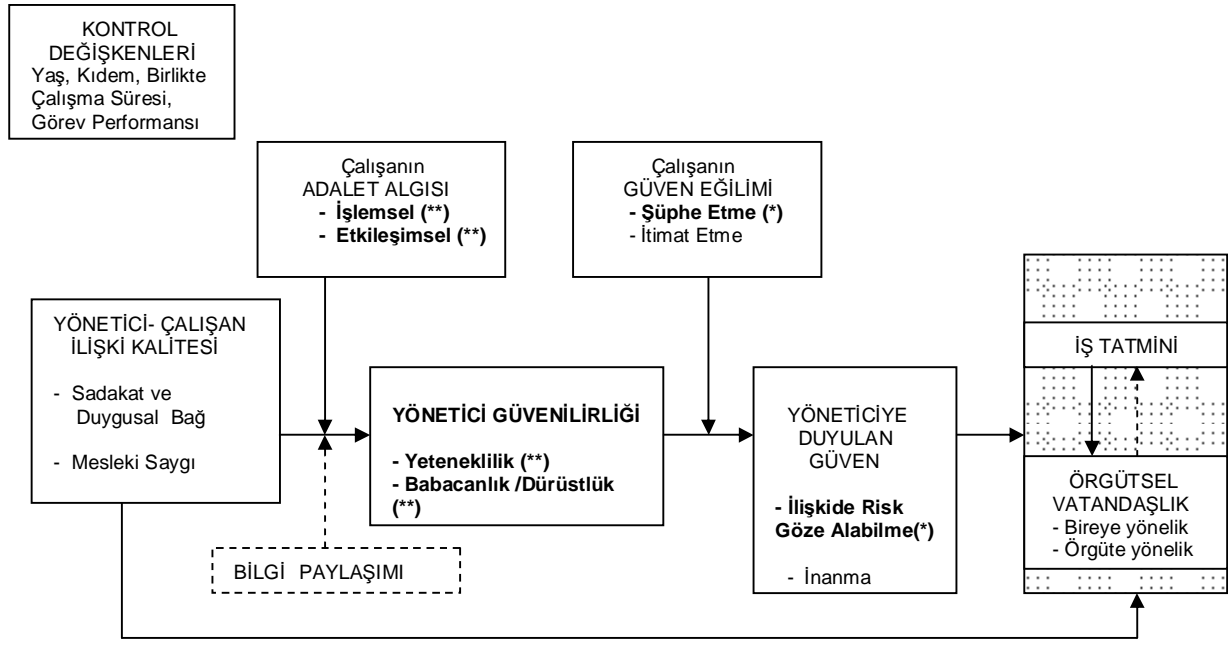 KONTROL
DEĞİŞKENLERİ
Yaş, Kıdem, Birlikte
Çalışma Süresi,
Görev Performansı
Çalışanın
ADALET ALGISI
- İşlemsel (**)
- Etkileşimsel (**)
Çalışanın
GÜVEN EĞİLİMİ
- Şüphe Etme (*)
- İtimat Etme
YÖNETİCİ- ÇALIŞAN
İLİŞKİ KALİTESİ
- Sadakat ve
Duygusal Bağ
- Mesleki Saygı
YÖNETİCİ GÜVENİLİRLİĞİ
- Yeteneklilik (**)
- Babacanlık /Dürüstlük
(**)
BİLGİ PAYLAŞIMI
YÖNETİCİYE
DUYULAN
GÜVEN
- İlişkide Risk
Göze Alabilme(*)
- İnanma
İŞ TATMİNİ
ÖRGÜTSEL
VATANDAŞLIK
- Bireye yönelik
- Örgüte yönelik